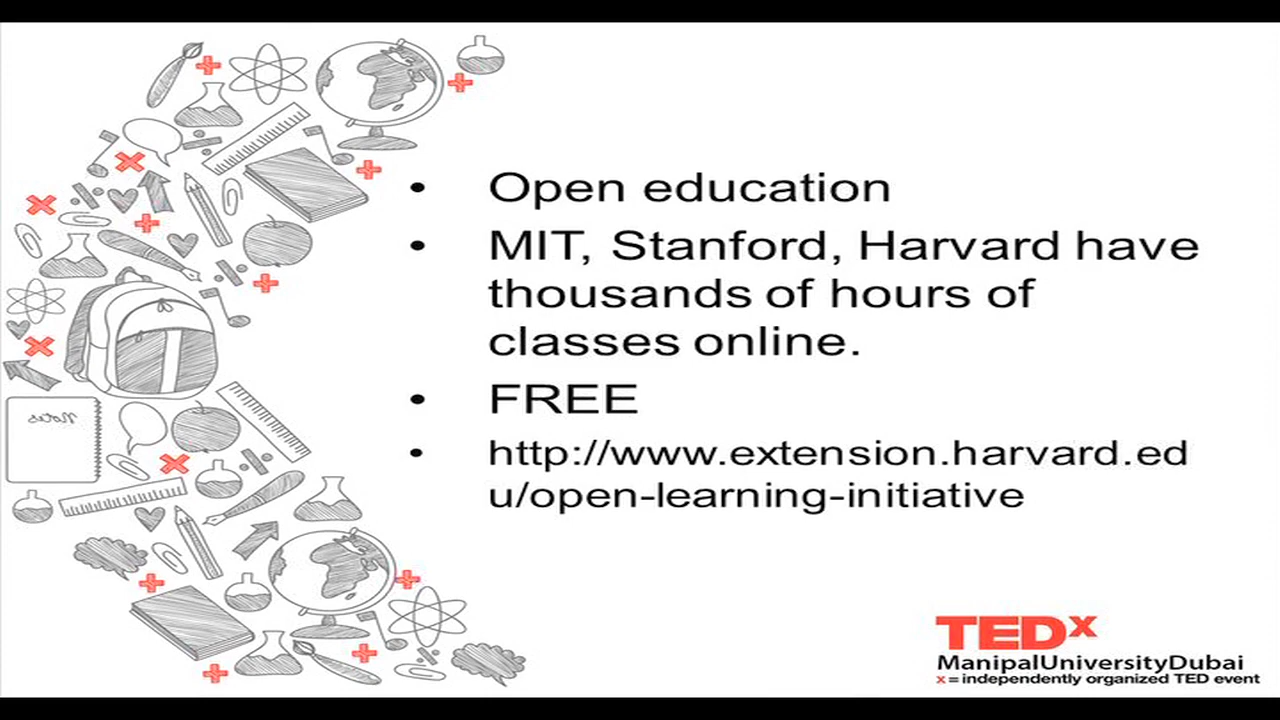 • Open education
• MIT, Stanford, Harvard have
thousands of hours of
classes online.
• FREE
• http://www.extension.harvard.ed
u/open-learning-initiative
Notes
TEDx
ManipalUniversityDubai
x = independently organized TED event